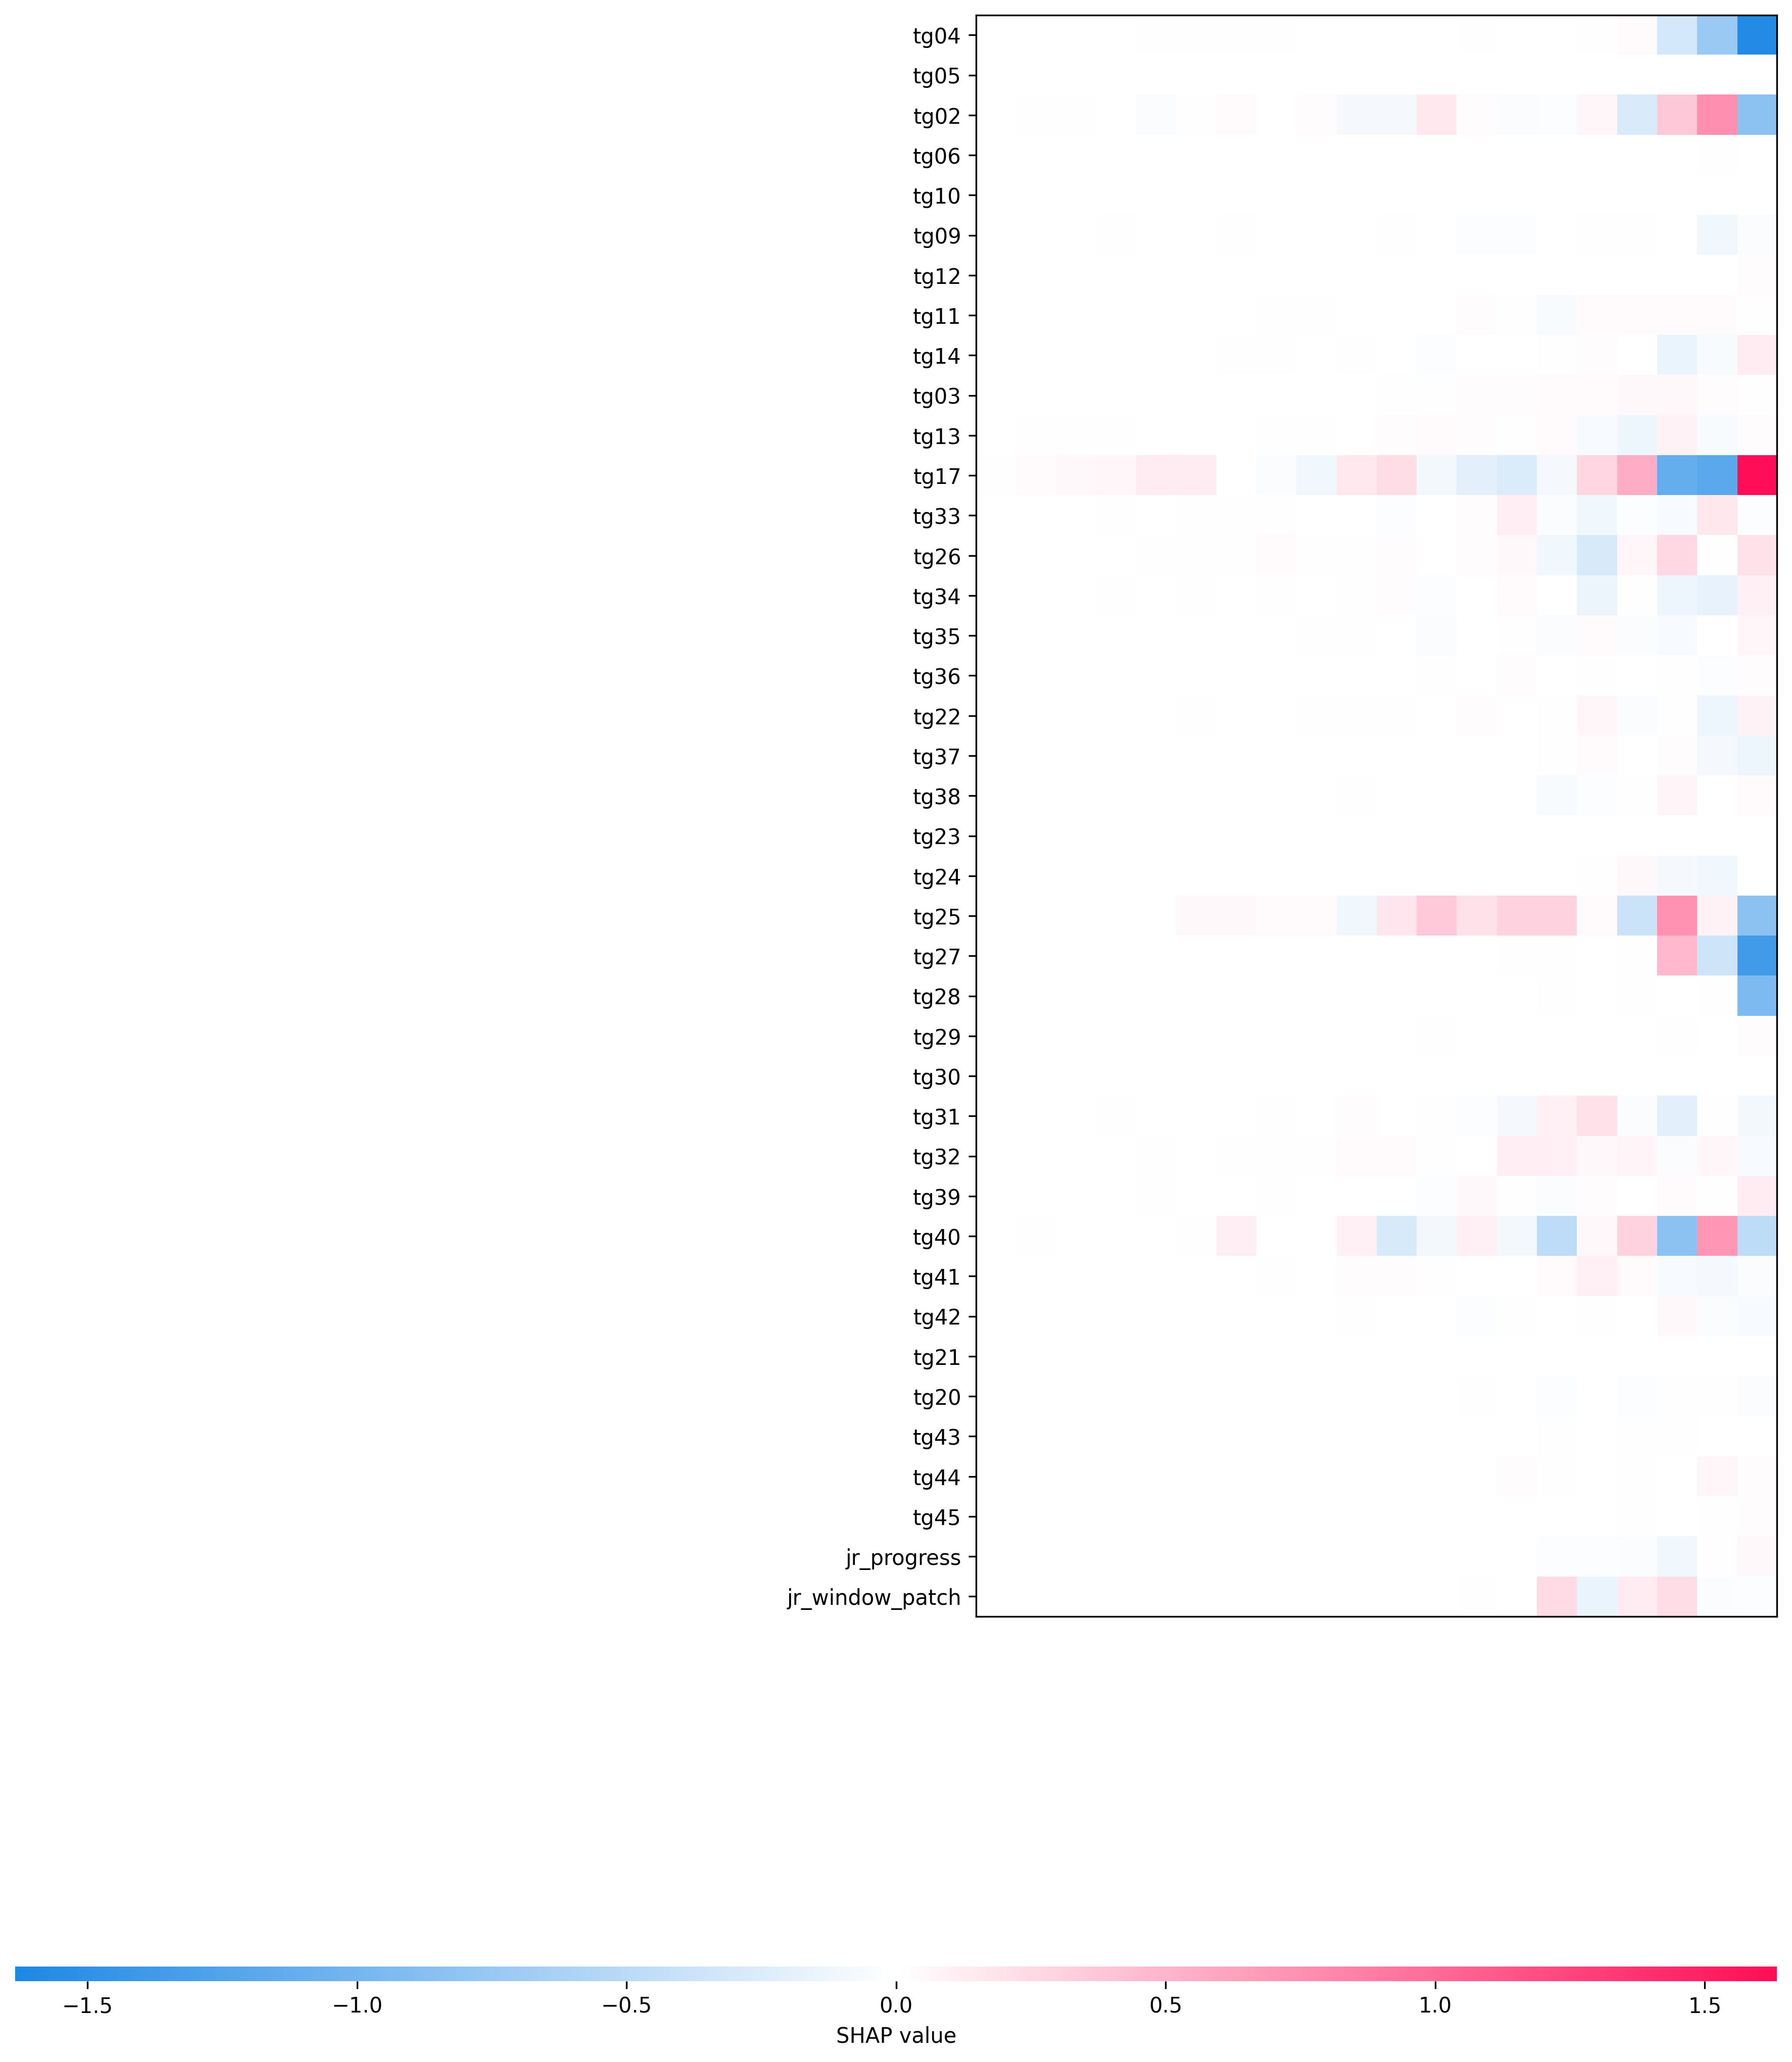 tg04
tg05
tg02
tg06
tg10
tg09
tg12
tg11
tg14
tg03
tg13
tg17
tg33
tg26
tg34
tg35
tg36
tg22
tg37
tg38
tg23
tg24
tg25
tg27
tg28
tg29
tg30
tg31
tg32
tg39
tg40
tg41
tg42
tg21
tg20
tg43
tg44
tg45
jr_progress
jr_window_patch
−1.5 −1.0 −0.5 0.0 0.5 1.0 1.5
SHAP value